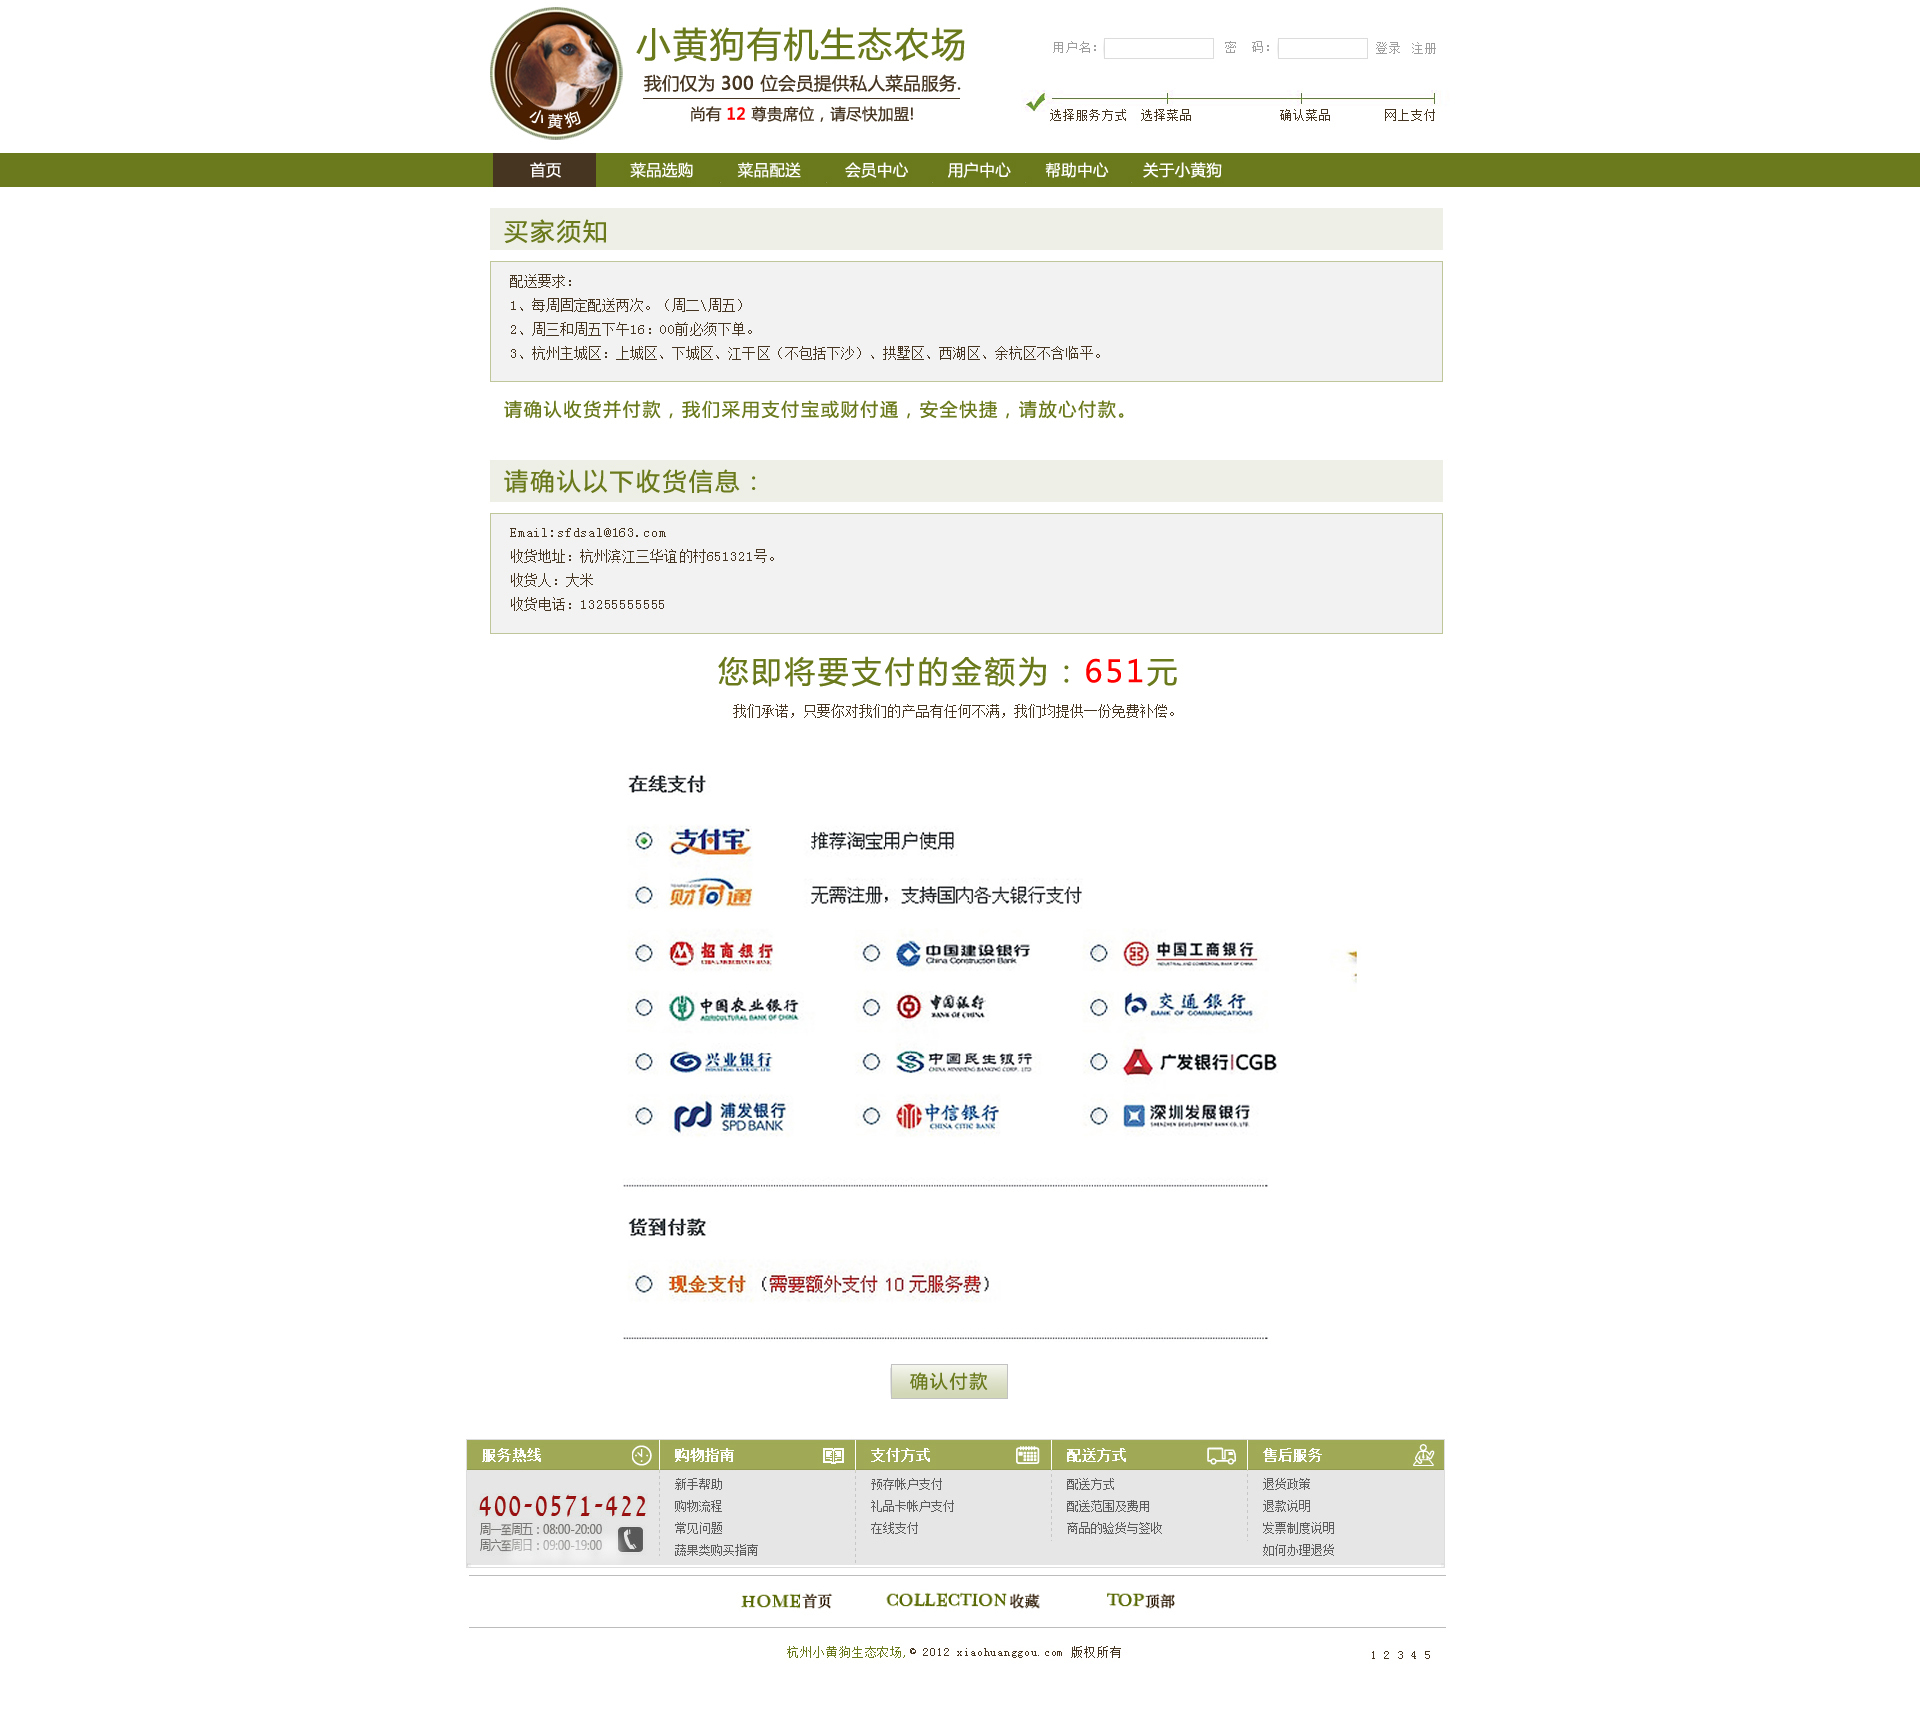 小黄狗
小黄狗有机生态农场
我们仅为 300 位会员提供私人菜品服务.
尚有 12 尊贵席位，请尽快加盟!
用户名： 密 码： 登录 注册
选择服务方式 选择菜品 确认菜品 网上支付
首页 菜品选购 菜品配送 会员中心 用户中心 帮助中心 关于小黄狗
买家须知
配送要求：
1、每周固定配送两次。（周二\周五）
2、周三和周五下午16：00前必须下单。
3、杭州主城区：上城区、下城区、江干区（不包括下沙）、拱墅区、西湖区、余杭区不含临平。
请确认收货并付款，我们采用支付宝或财付通，安全快捷，请放心付款。
请确认以下收货信息：
Email:sfdsal@163.com
收货地址：杭州滨江三华谊的村651321号。
收货人：大米
收货电话：13255555555
您即将要支付的金额为：651元
我们承诺，只要你对我们的产品有任何不满，我们均提供一份免费补偿。
在线支付
支付宝 推荐淘宝用户使用
财付通 无需注册，支持国内各大银行支付
招商银行 CHINA MERCHANTS BANK 中国建设银行 China Construction Bank 中国工商银行 INDUSTRIAL AND COMMERCIAL BANK OF CHINA
中国农业银行 AGRICULTURAL BANK OF CHINA 中国银行 BANK OF CHINA 交通银行 BANK OF COMMUNICATIONS
兴业银行 INDUSTRIAL BANK CO.,LTD. 中国民生银行 CHINA MINSHENG BANKING CORP., LTD 广发银行|CGB
浦发银行 SPD BANK 中信银行 CHINA CITIC BANK 深圳发展银行 SHENZHEN DEVELOPMENT BANK CO., LTD.
货到付款
现金支付 （需要额外支付 10 元服务费）
确认付款
服务热线 购物指南 支付方式 配送方式 售后服务
400-0571-422
周一至周五：08:00-20:00
周六至周日：09:00-19:00
新手帮助
购物流程
常见问题
蔬果类购买指南
预存帐户支付
礼品卡帐户支付
在线支付
配送方式
配送范围及费用
商品的验货与签收
退货政策
退款说明
发票制度说明
如何办理退货
HOME首页 COLLECTION收藏 TOP顶部
杭州小黄狗生态农场,© 2012 xiaohuanggou.com 版权所有
1 2 3 4 5